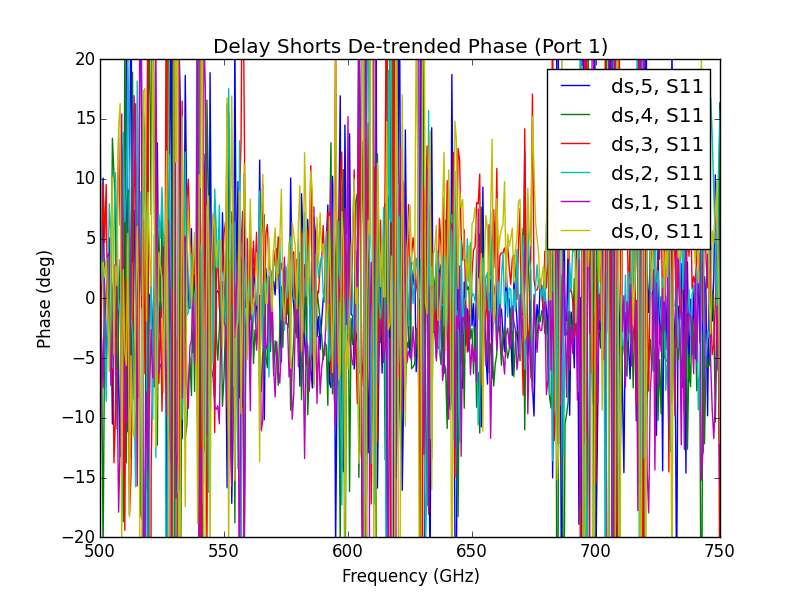 Delay Shorts De-trended Phase (Port 1)
20
15
10
5
0
−5
−10
−15
−20
Phase (deg)
500
550
600
650
700
750
Frequency (GHz)
ds,5, S11
ds,4, S11
ds,3, S11
ds,2, S11
ds,1, S11
ds,0, S11